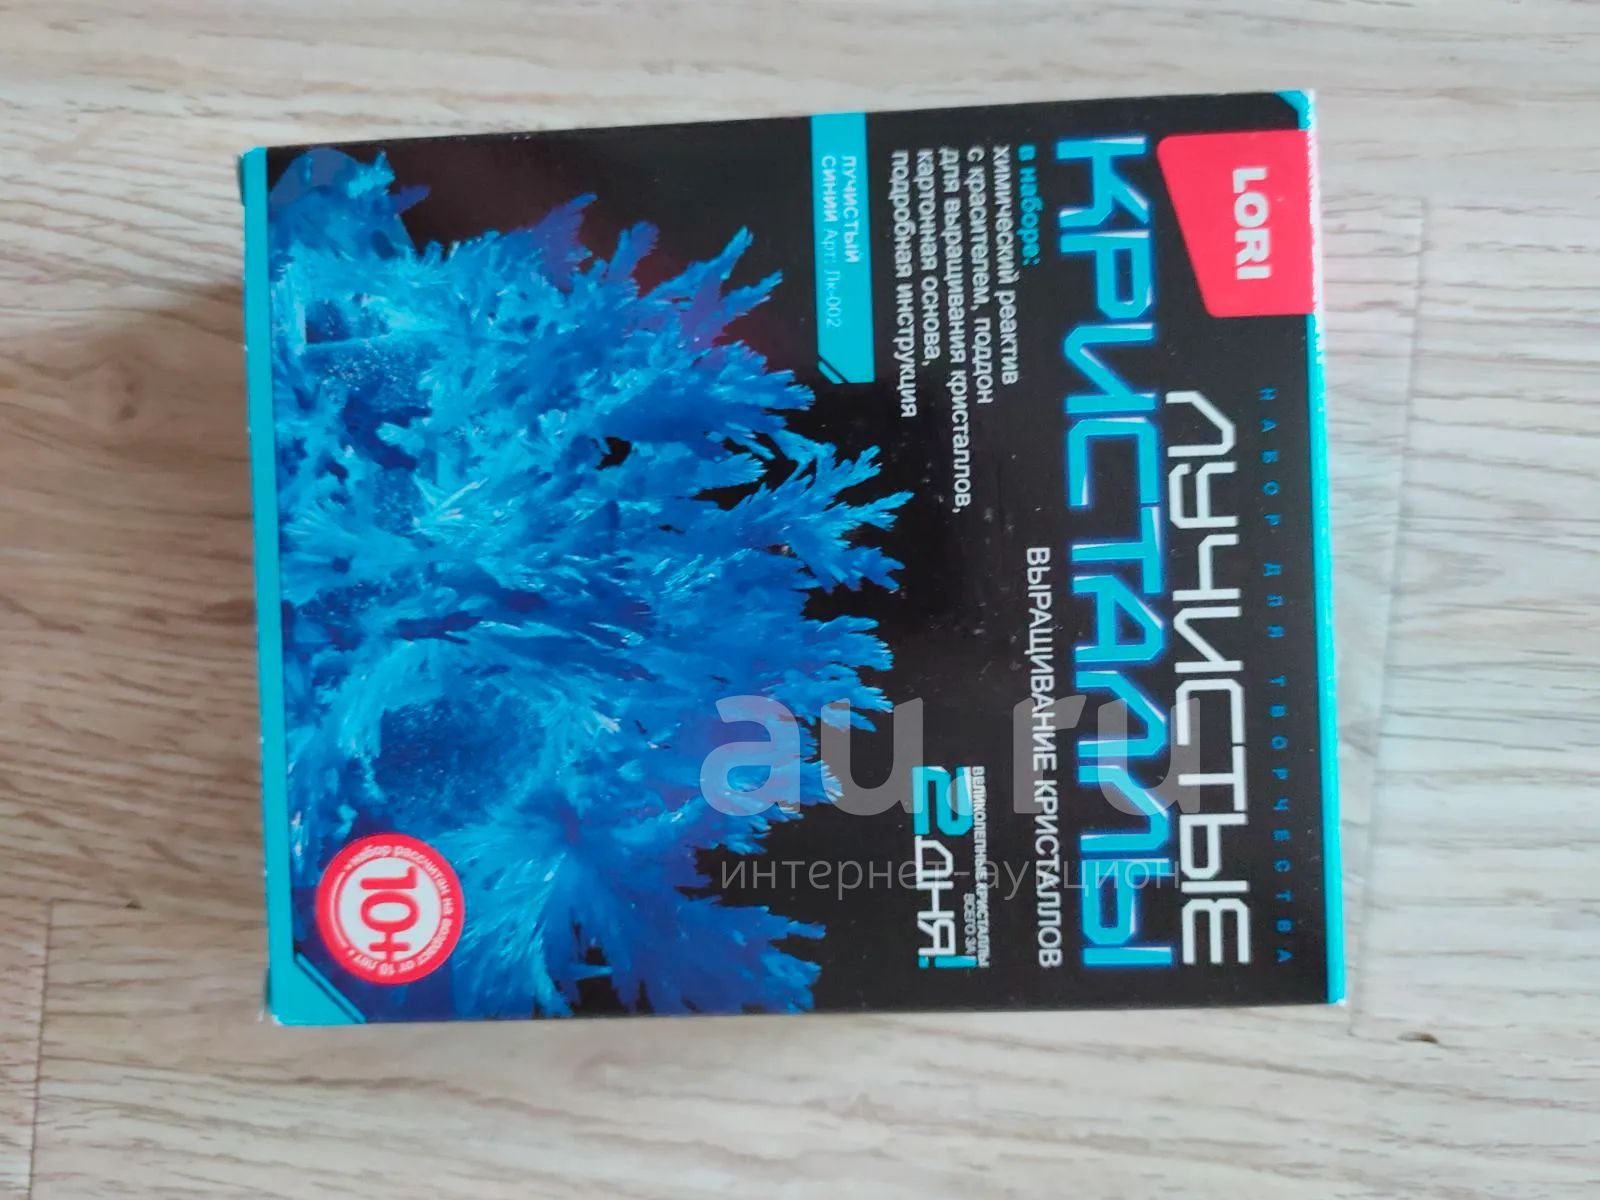 LORI
НАБОР ДЛЯ ТВОРЧЕСТВА
ЛУЧИСТЫЕ
КРИСТАЛЛЫ
ВЫРАЩИВАНИЕ КРИСТАЛЛОВ
в наборе:
химический реактив
с красителем, поддон
для выращивания кристаллов,
картонная основа,
подробная инструкция
ЛУЧИСТЫЙ
СИНИЙ Арт: Лк-002
ВЕЛИКОЛЕПНЫЕ КРИСТАЛЛЫ
ВСЕГО ЗА
2 ДНЯ!
• набор рассчитан на возраст от 10 лет •
10+
au.ru
интернет-аукцион